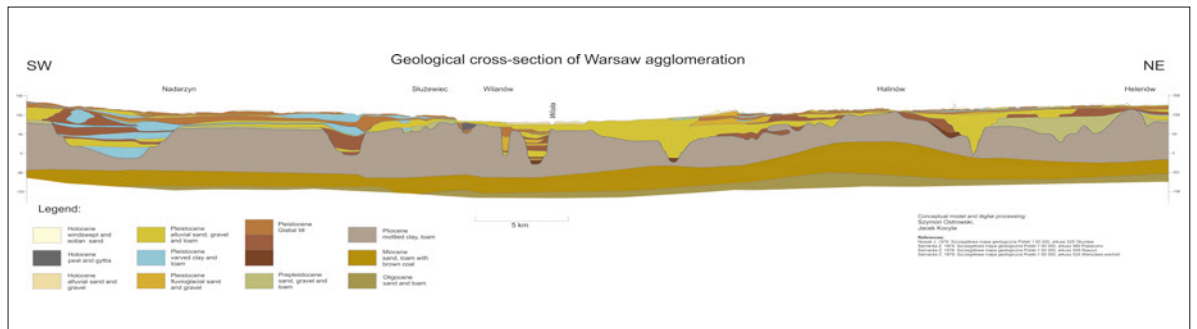 Geological cross-section of Warsaw agglomeration
SW
NE
Nadarzyn
Służewiec
Wilanów
Wisła
Halinów
Helenów
5 km
Legend:
Holocene
windswept and
eolian sand
Holocene
peat and gyttja
Holocene
alluvial sand and
gravel
Pleistocene
alluvial sand, gravel
and loam
Pleistocene
varved clay and
loam
Pleistocene
fluvioglacial sand
and gravel
Pleistocene
Glatial till
Prepleistocene
sand, gravel and
loam
Pliocene
mottled clay, loam
Miocene
sand, loam with
brown coal
Oligocene
sand and loam
Conceptual model and digital processing:
Szymon Ostrowski,
Jacek Kocyła
References: